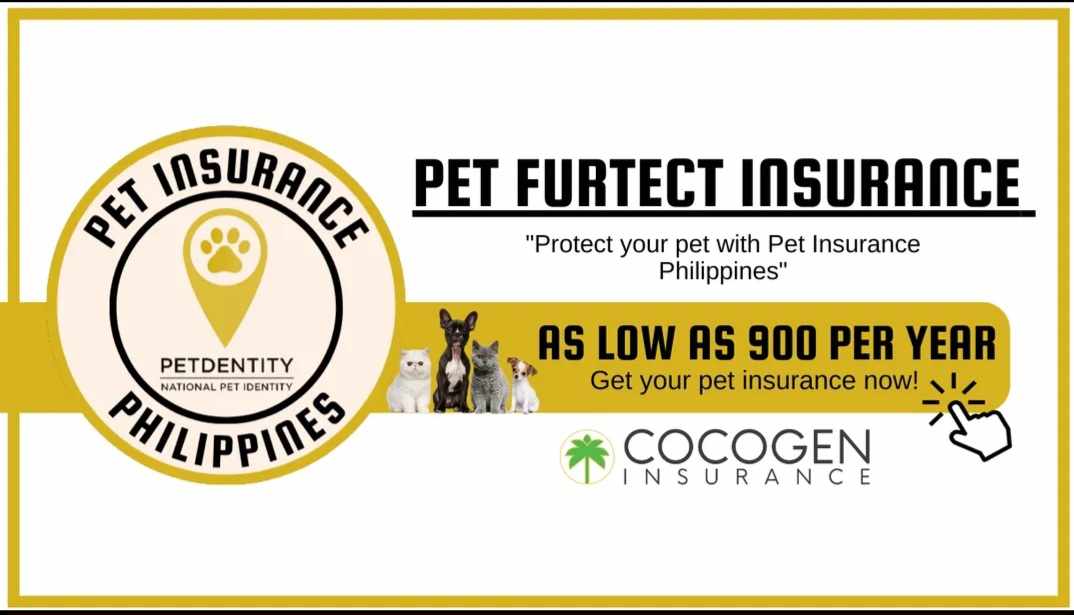 PET INSURANCE
PETDENTITY
NATIONAL PET IDENTITY
PHILIPPINES
PET FURTECT INSURANCE
"Protect your pet with Pet Insurance
Philippines"
AS LOW AS 900 PER YEAR
Get your pet insurance now!
COCOGEN
INSURANCE